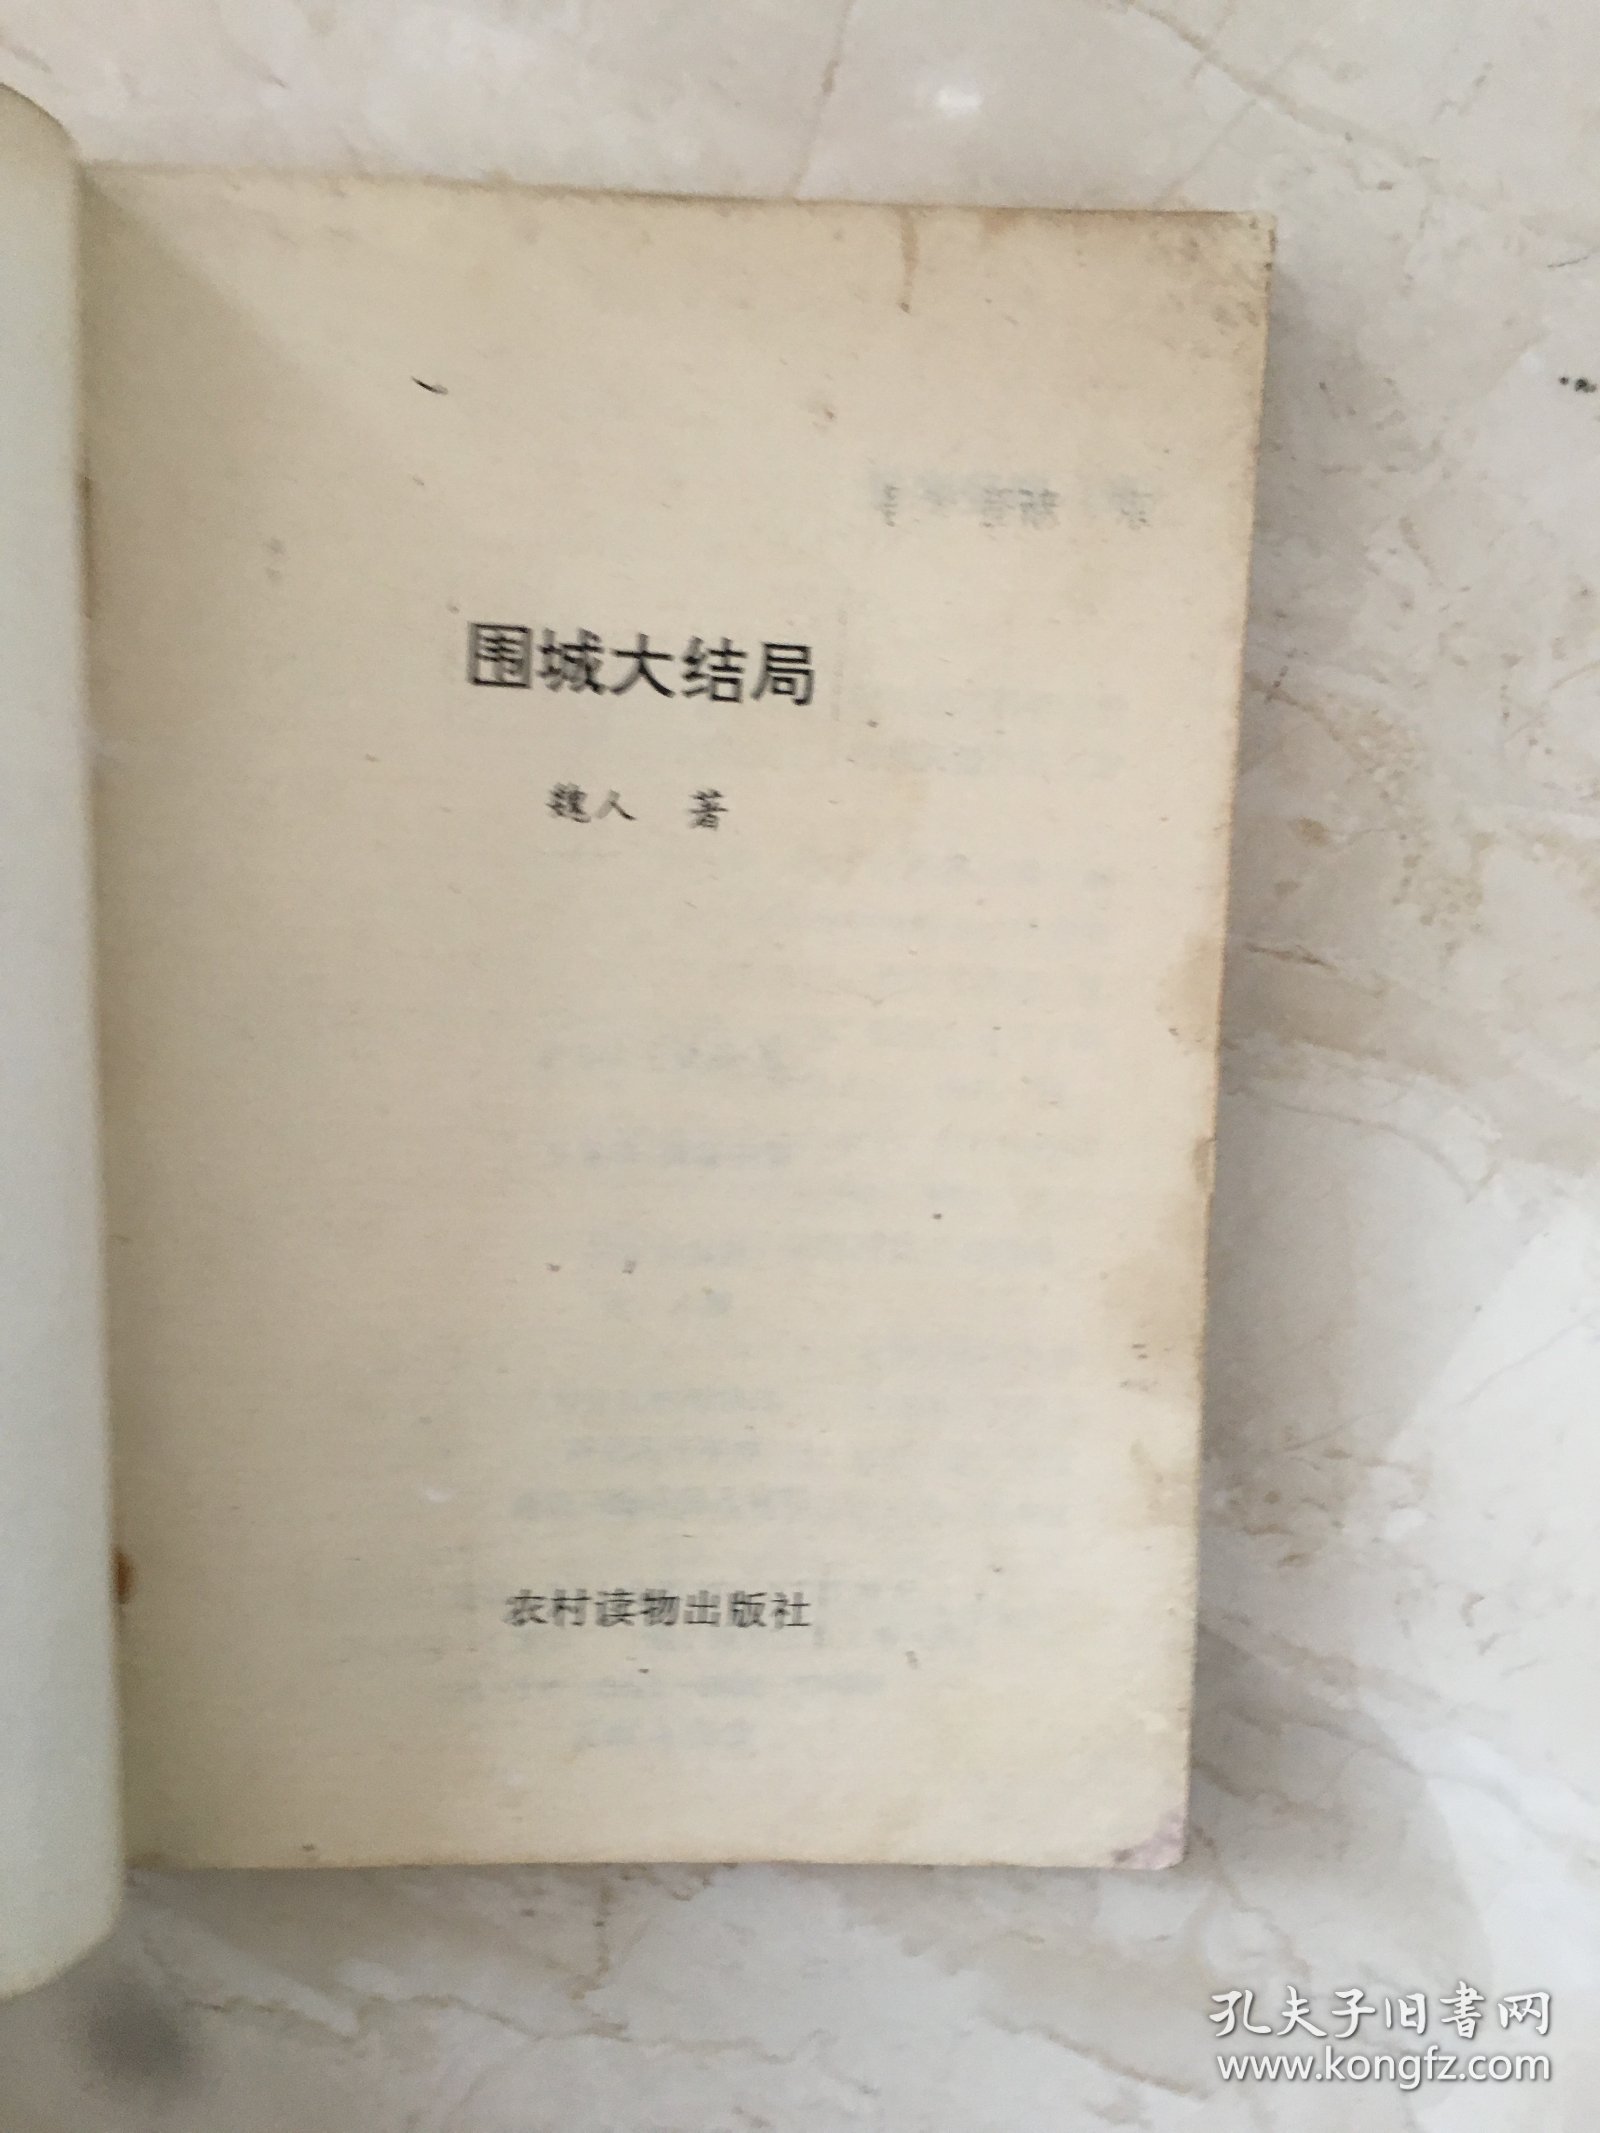 围城大结局
魏人 著
农村读物出版社
孔夫子旧书网
www.kongfz.com